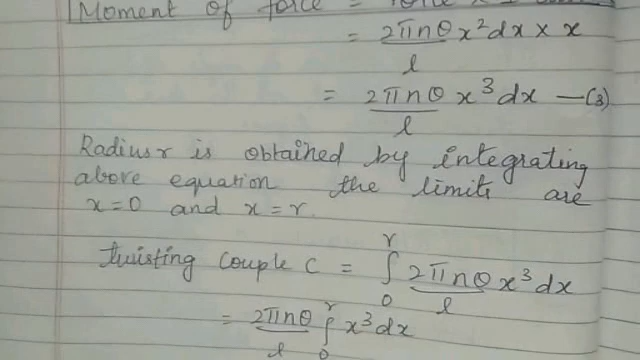 Moment of force = force x
= 2πnθ/l x²dx × x
= 2πnθ/l x³dx —(3)
Radius r is obtained by integrating
above equation the limits are
x=0 and x=r.
twisting couple C = ∫₀ʳ 2πnθ/l x³dx
= 2πnθ/l ∫₀ʳ x³dx